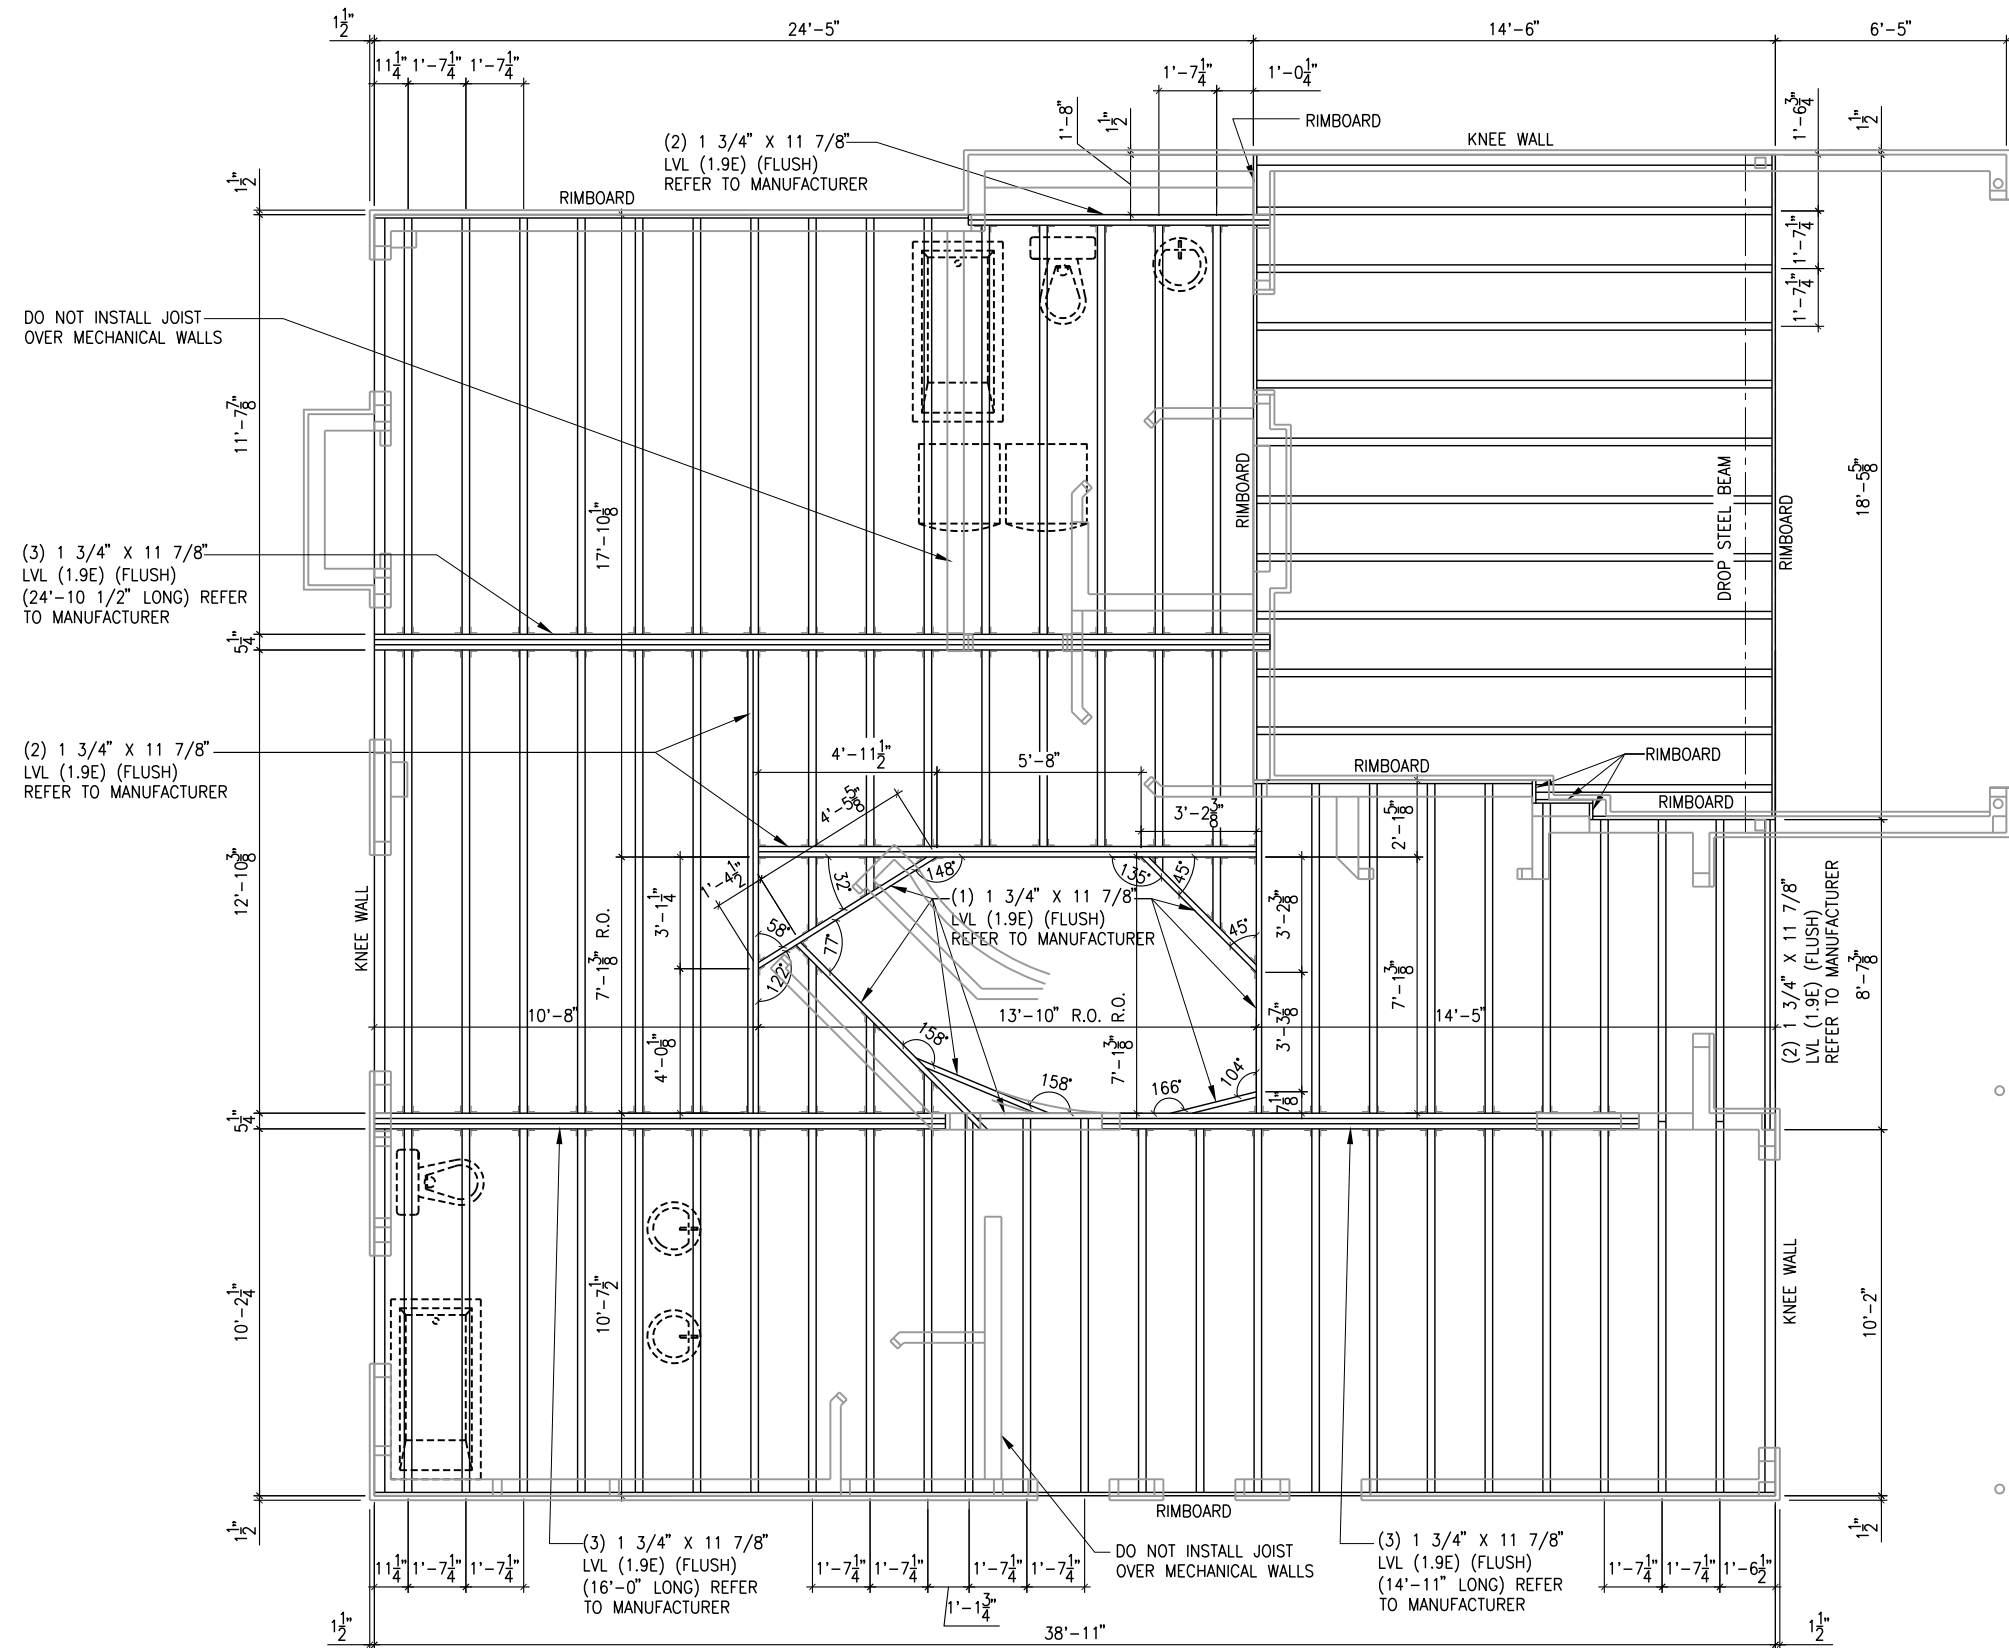 1 1/2"
24'-5"
14'-6"
6'-5"
11 1/4"
1'-7 1/4"
1'-7 1/4"
1'-7 1/4"
1'-0 1/4"
1'-8"
1 1/2"
RIMBOARD
KNEE WALL
1'-6 3/4"
1 1/2"
(2) 1 3/4" X 11 7/8"
LVL (1.9E) (FLUSH)
REFER TO MANUFACTURER
1 1/2"
RIMBOARD
1'-7 1/4"
1'-7 1/4"
DO NOT INSTALL JOIST
OVER MECHANICAL WALLS
11'-7 7/8"
17'-10 1/8"
RIMBOARD
DROP STEEL BEAM
RIMBOARD
18'-5 5/8"
(3) 1 3/4" X 11 7/8"
LVL (1.9E) (FLUSH)
(24'-10 1/2" LONG) REFER
TO MANUFACTURER
5 1/4"
(2) 1 3/4" X 11 7/8"
LVL (1.9E) (FLUSH)
REFER TO MANUFACTURER
4'-11 1/2"
5'-8"
4'-5 5/8"
3'-2 3/8"
RIMBOARD
RIMBOARD
RIMBOARD
2'-1 5/8"
12'-10 3/8"
KNEE WALL
7'-1 3/8" R.O.
3'-1 1/4"
1'-4 1/2"
32°
148°
135°
45°
45°
58°
77°
122°
(1) 1 3/4" X 11 7/8"
LVL (1.9E) (FLUSH)
REFER TO MANUFACTURER
3'-2 3/8"
7'-1 3/8"
(2) 1 3/4" X 11 7/8"
LVL (1.9E) (FLUSH)
REFER TO MANUFACTURER
8'-7 3/8"
10'-8"
13'-10" R.O.
7'-1 3/8" R.O.
14'-5"
4'-0 1/8"
158°
158°
166°
104°
3'-3 7/8"
7 1/8"
5 1/4"
10'-2 1/4"
10'-7 1/2"
KNEE WALL
10'-2"
1 1/2"
RIMBOARD
1 1/2"
11 1/4"
1'-7 1/4"
1'-7 1/4"
(3) 1 3/4" X 11 7/8"
LVL (1.9E) (FLUSH)
(16'-0" LONG) REFER
TO MANUFACTURER
1'-7 1/4"
1'-7 1/4"
1'-1 3/4"
1'-7 1/4"
1'-7 1/4"
DO NOT INSTALL JOIST
OVER MECHANICAL WALLS
(3) 1 3/4" X 11 7/8"
LVL (1.9E) (FLUSH)
(14'-11" LONG) REFER
TO MANUFACTURER
1'-7 1/4"
1'-7 1/4"
1'-6 1/2"
1 1/2"
38'-11"
1 1/2"